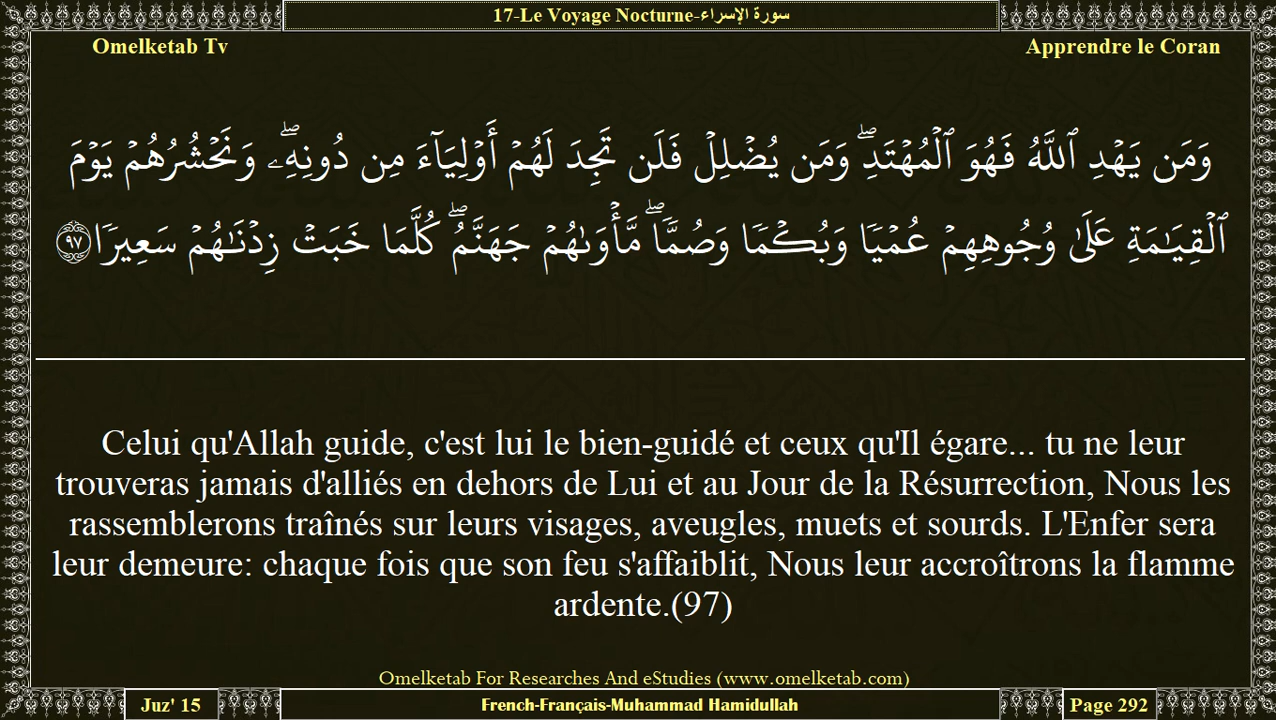 17-Le Voyage Nocturne-سورة الإسراء
Omelketab Tv
Apprendre le Coran
وَمَن يَهْدِ ٱللَّهُ فَهُوَ ٱلْمُهْتَدِ ۖ وَمَن يُضْلِلْ فَلَن تَجِدَ لَهُمْ أَوْلِيَآءَ مِن دُونِهِۦ ۖ وَنَحْشُرُهُمْ يَوْمَ
ٱلْقِيَـٰمَةِ عَلَىٰ وُجُوهِهِمْ عُمْيًا وَبُكْمًا وَصُمًّا ۖ مَّأْوَىٰهُمْ جَهَنَّمُ ۖ كُلَّمَا خَبَتْ زِدْنَـٰهُمْ سَعِيرًا ٩٧
Celui qu'Allah guide, c'est lui le bien-guidé et ceux qu'Il égare... tu ne leur
trouveras jamais d'alliés en dehors de Lui et au Jour de la Résurrection, Nous les
rassemblerons traînés sur leurs visages, aveugles, muets et sourds. L'Enfer sera
leur demeure: chaque fois que son feu s'affaiblit, Nous leur accroîtrons la flamme
ardente.(97)
Omelketab For Researches And eStudies (www.omelketab.com)
Juz' 15
French-Français-Muhammad Hamidullah
Page 292